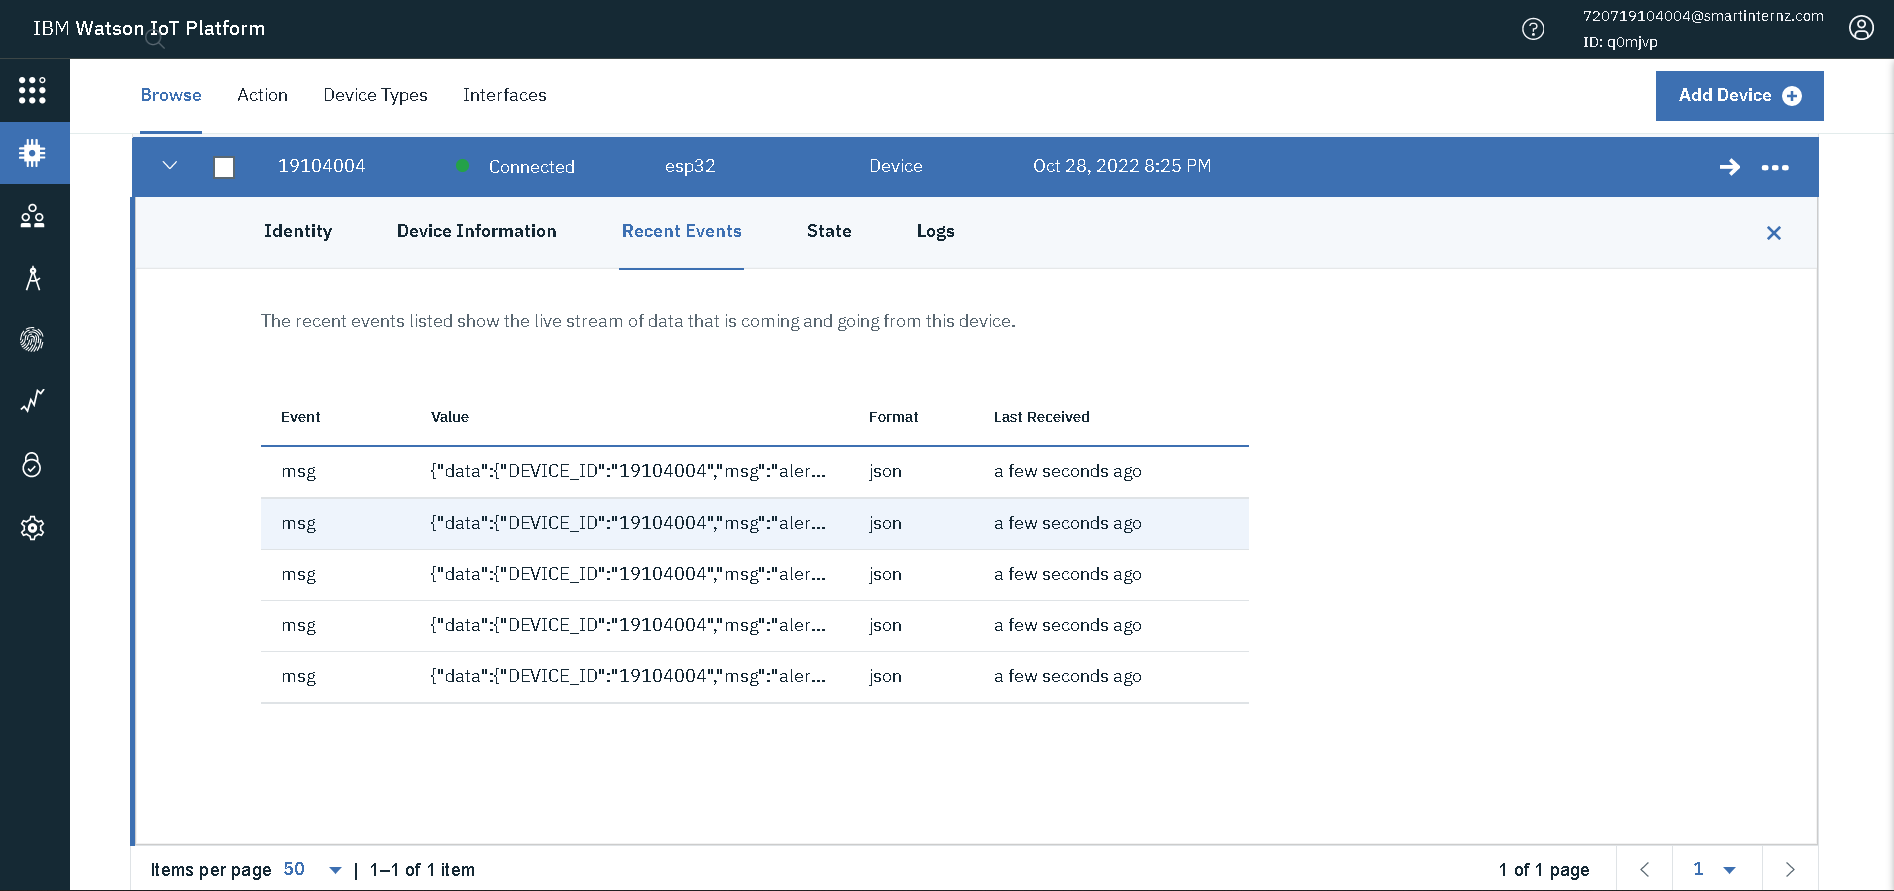 IBM Watson IoT Platform
720719104004@smartinternz.com
ID: q0mjvp
Browse Action Device Types Interfaces
Add Device
19104004 Connected esp32 Device Oct 28, 2022 8:25 PM
Identity Device Information Recent Events State Logs
The recent events listed show the live stream of data that is coming and going from this device.
Event Value Format Last Received
msg {"data":{"DEVICE_ID":"19104004","msg":"aler... json a few seconds ago
msg {"data":{"DEVICE_ID":"19104004","msg":"aler... json a few seconds ago
msg {"data":{"DEVICE_ID":"19104004","msg":"aler... json a few seconds ago
msg {"data":{"DEVICE_ID":"19104004","msg":"aler... json a few seconds ago
msg {"data":{"DEVICE_ID":"19104004","msg":"aler... json a few seconds ago
Items per page 50 | 1–1 of 1 item 1 of 1 page 1